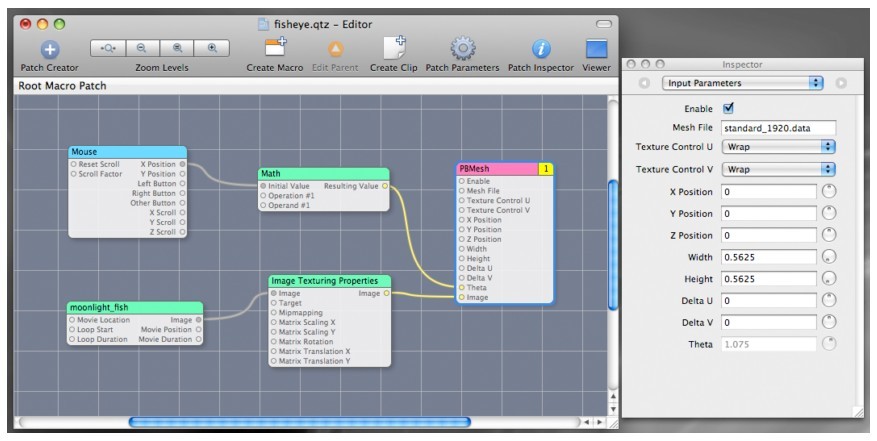 fisheye.qtz – Editor
Patch Creator
Zoom Levels
Create Macro
Edit Parent
Create Clip
Patch Parameters
Patch Inspector
Viewer
Root Macro Patch
Mouse
Reset Scroll X Position
Scroll Factor Y Position
Left Button
Right Button
Other Button
X Scroll
Y Scroll
Z Scroll
Math
Initial Value Resulting Value
Operation #1
Operand #1
PBMesh 1
Enable
Mesh File
Texture Control U
Texture Control V
X Position
Y Position
Z Position
Width
Height
Delta U
Delta V
Theta
Image
moonlight_fish
Movie Location Image
Loop Start Movie Position
Loop Duration Movie Duration
Image Texturing Properties
Image Image
Target
Mipmapping
Matrix Scaling X
Matrix Scaling Y
Matrix Rotation
Matrix Translation X
Matrix Translation Y
Inspector
Input Parameters
Enable
Mesh File standard_1920.data
Texture Control U Wrap
Texture Control V Wrap
X Position 0
Y Position 0
Z Position 0
Width 0.5625
Height 0.5625
Delta U 0
Delta V 0
Theta 1.075